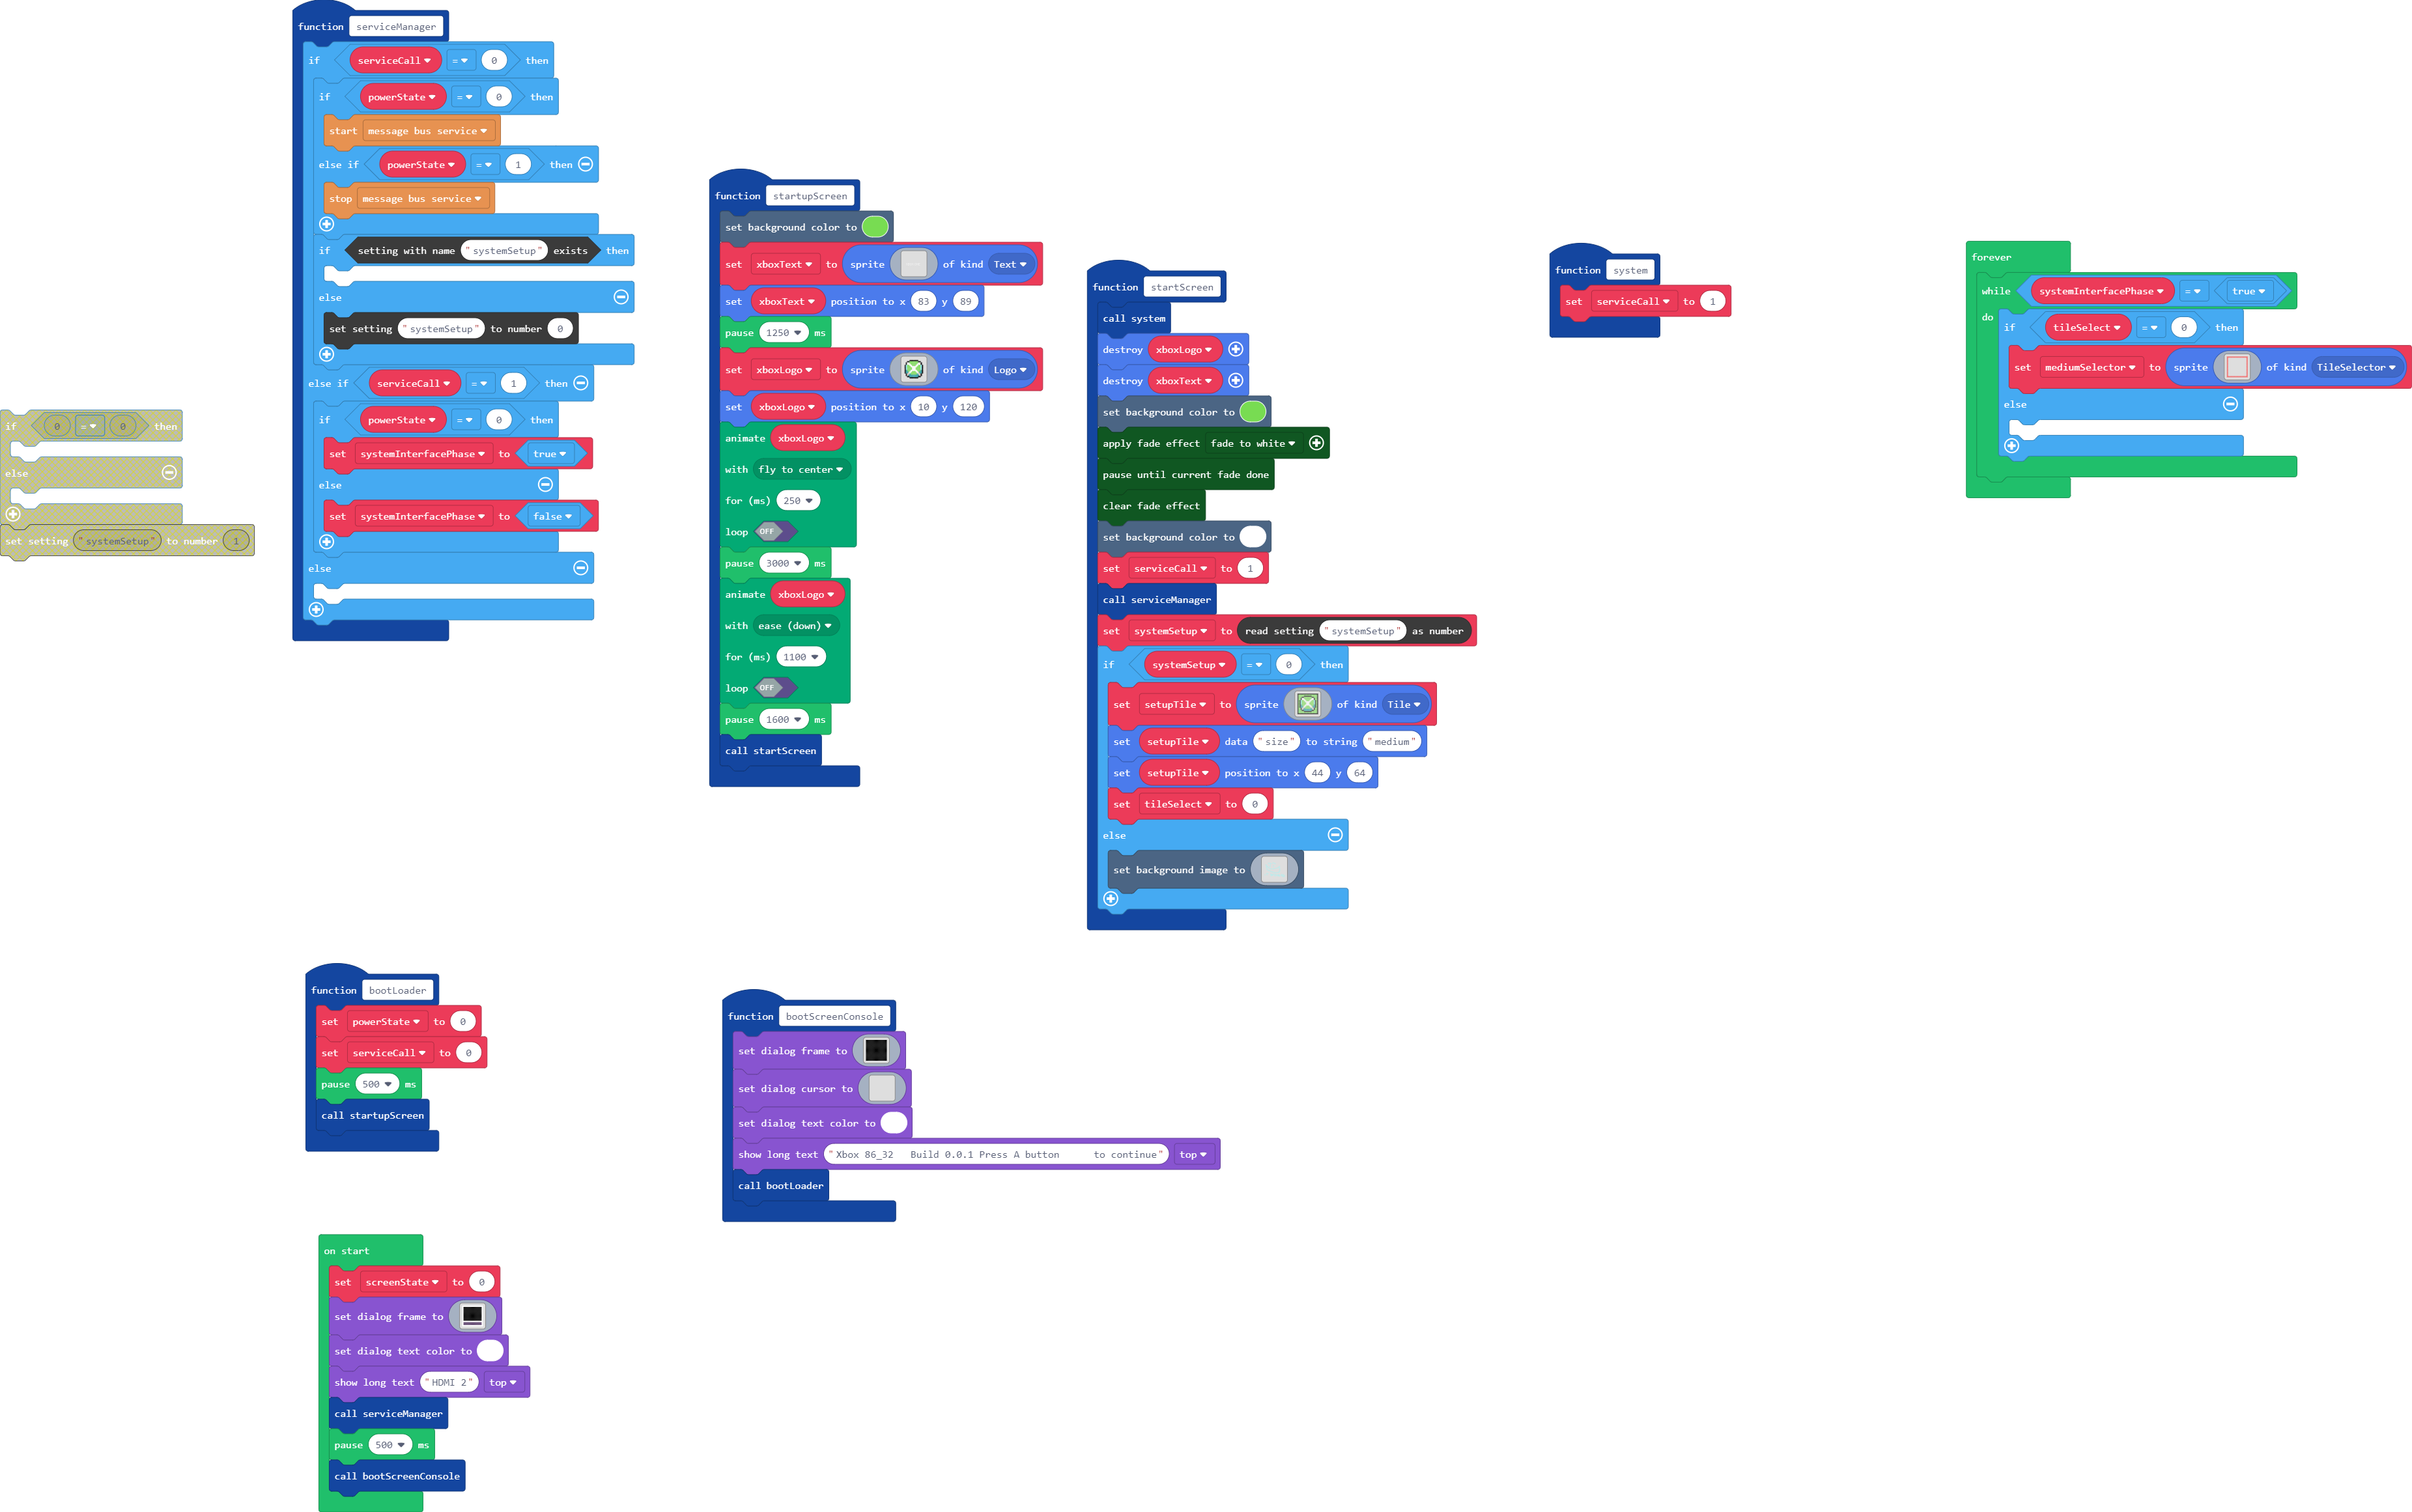 function serviceManager
if serviceCall = 0 then
if powerState = 0 then
start message bus service
else if powerState = 1 then
stop message bus service
if setting with name "systemSetup" exists then
else
set setting "systemSetup" to number 0
else if serviceCall = 1 then
if powerState = 0 then
set systemInterfacePhase to true
else
set systemInterfacePhase to false
else
if 0 = 0 then
else
set setting "systemSetup" to number 1
function startupScreen
set background color to
set xboxText to sprite of kind Text
set xboxText position to x 83 y 89
pause 1250 ms
set xboxLogo to sprite of kind Logo
set xboxLogo position to x 10 y 120
animate xboxLogo
with fly to center
for (ms) 250
loop OFF
pause 3000 ms
animate xboxLogo
with ease (down)
for (ms) 1100
loop OFF
pause 1600 ms
call startScreen
function startScreen
call system
destroy xboxLogo
destroy xboxText
set background color to
apply fade effect fade to white
pause until current fade done
clear fade effect
set background color to
set serviceCall to 1
call serviceManager
set systemSetup to read setting "systemSetup" as number
if systemSetup = 0 then
set setupTile to sprite of kind Tile
set setupTile data "size" to string "medium"
set setupTile position to x 44 y 64
set tileSelect to 0
else
set background image to
function system
set serviceCall to 1
forever
while systemInterfacePhase = true
do
if tileSelect = 0 then
set mediumSelector to sprite of kind TileSelector
else
function bootLoader
set powerState to 0
set serviceCall to 0
pause 500 ms
call startupScreen
function bootScreenConsole
set dialog frame to
set dialog cursor to
set dialog text color to
show long text "Xbox 86_32   Build 0.0.1 Press A button      to continue" top
call bootLoader
on start
set screenState to 0
set dialog frame to
set dialog text color to
show long text "HDMI 2" top
call serviceManager
pause 500 ms
call bootScreenConsole